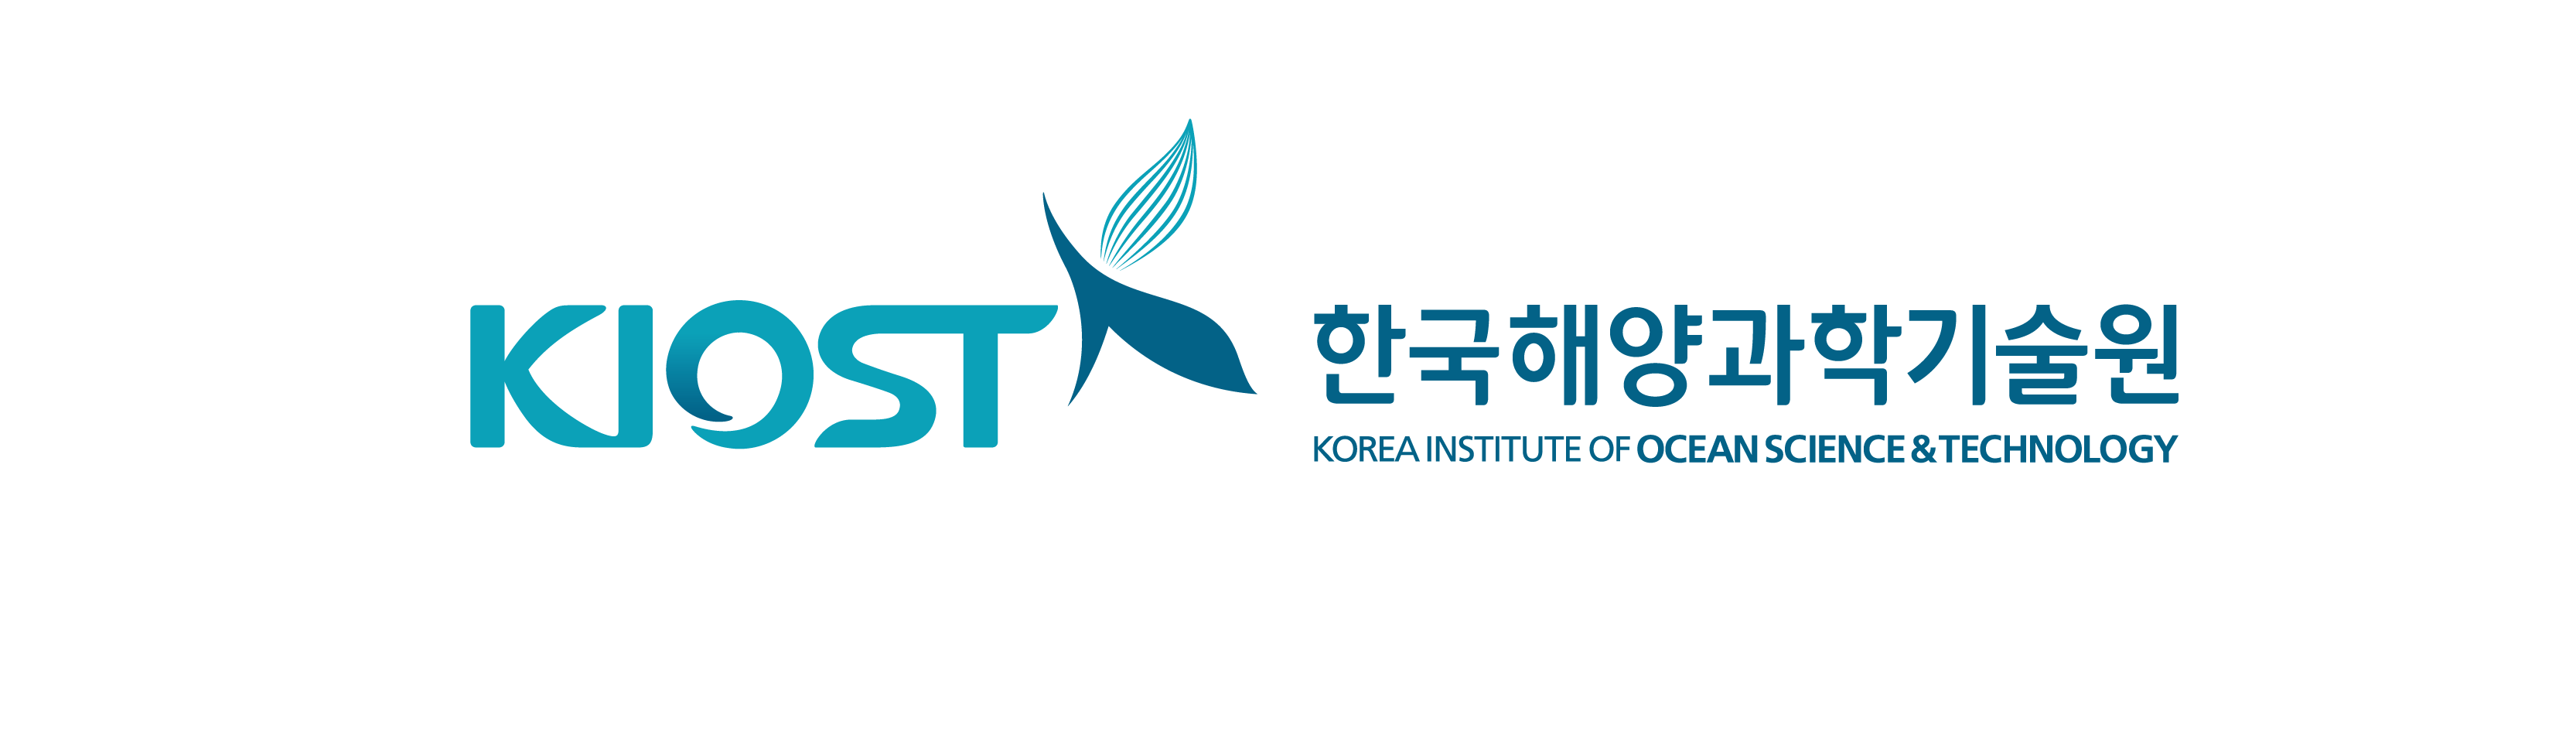 KIOST
한국해양과학기술원
KOREA INSTITUTE OF OCEAN SCIENCE & TECHNOLOGY